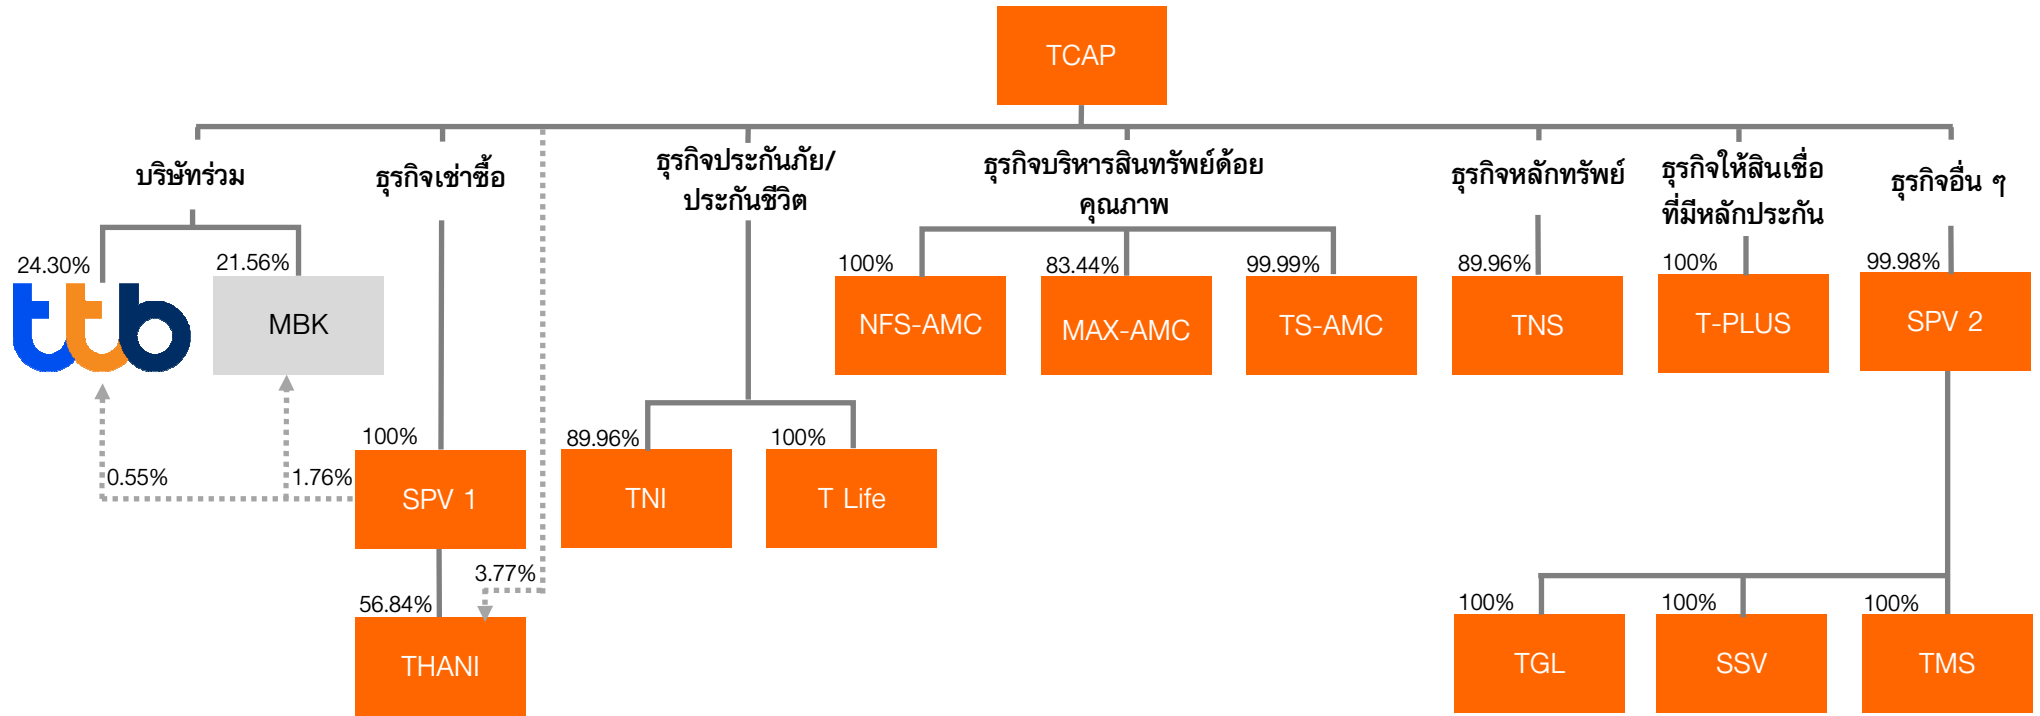 TCAP
บริษัทร่วม
ธุรกิจเช่าซื้อ
ธุรกิจประกันภัย/
ประกันชีวิต
ธุรกิจบริหารสินทรัพย์ด้อย
คุณภาพ
ธุรกิจหลักทรัพย์
ธุรกิจให้สินเชื่อ
ที่มีหลักประกัน
ธุรกิจอื่น ๆ
24.30%
21.56%
100%
83.44%
99.99%
89.96%
100%
99.98%
ttb
MBK
NFS-AMC
MAX-AMC
TS-AMC
TNS
T-PLUS
SPV 2
100%
89.96%
100%
0.55%
1.76%
SPV 1
TNI
T Life
3.77%
56.84%
100%
100%
100%
THANI
TGL
SSV
TMS